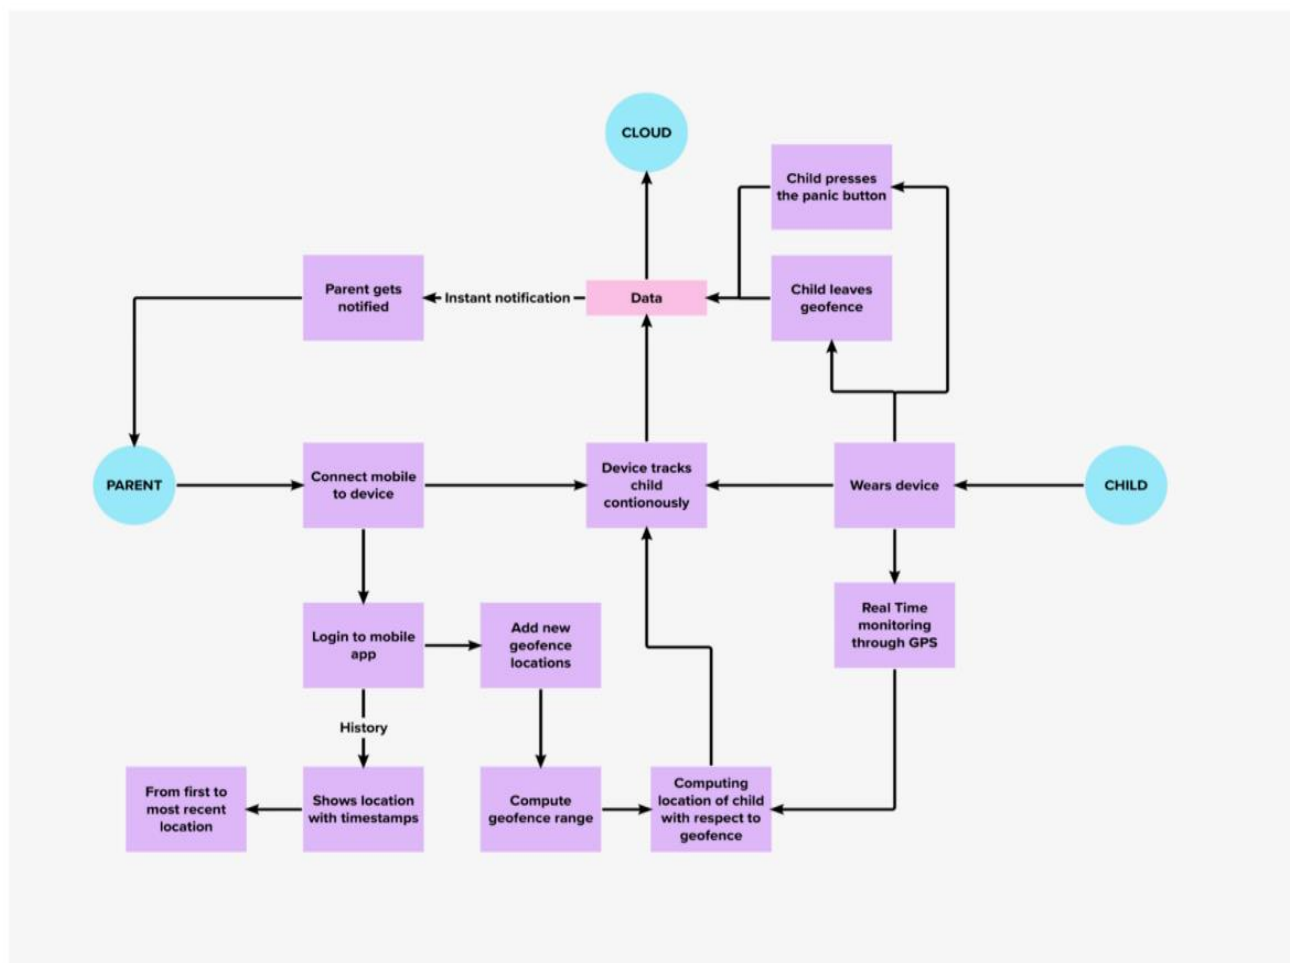 CLOUD
Child presses
the panic button
Parent gets
notified
Instant notification
Data
Child leaves
geofence
PARENT
Connect mobile
to device
Device tracks
child
contionously
Wears device
CHILD
Login to mobile
app
Add new
geofence
locations
Real Time
monitoring
through GPS
History
From first to
most recent
location
Shows location
with timestamps
Compute
geofence range
Computing
location of child
with respect to
geofence